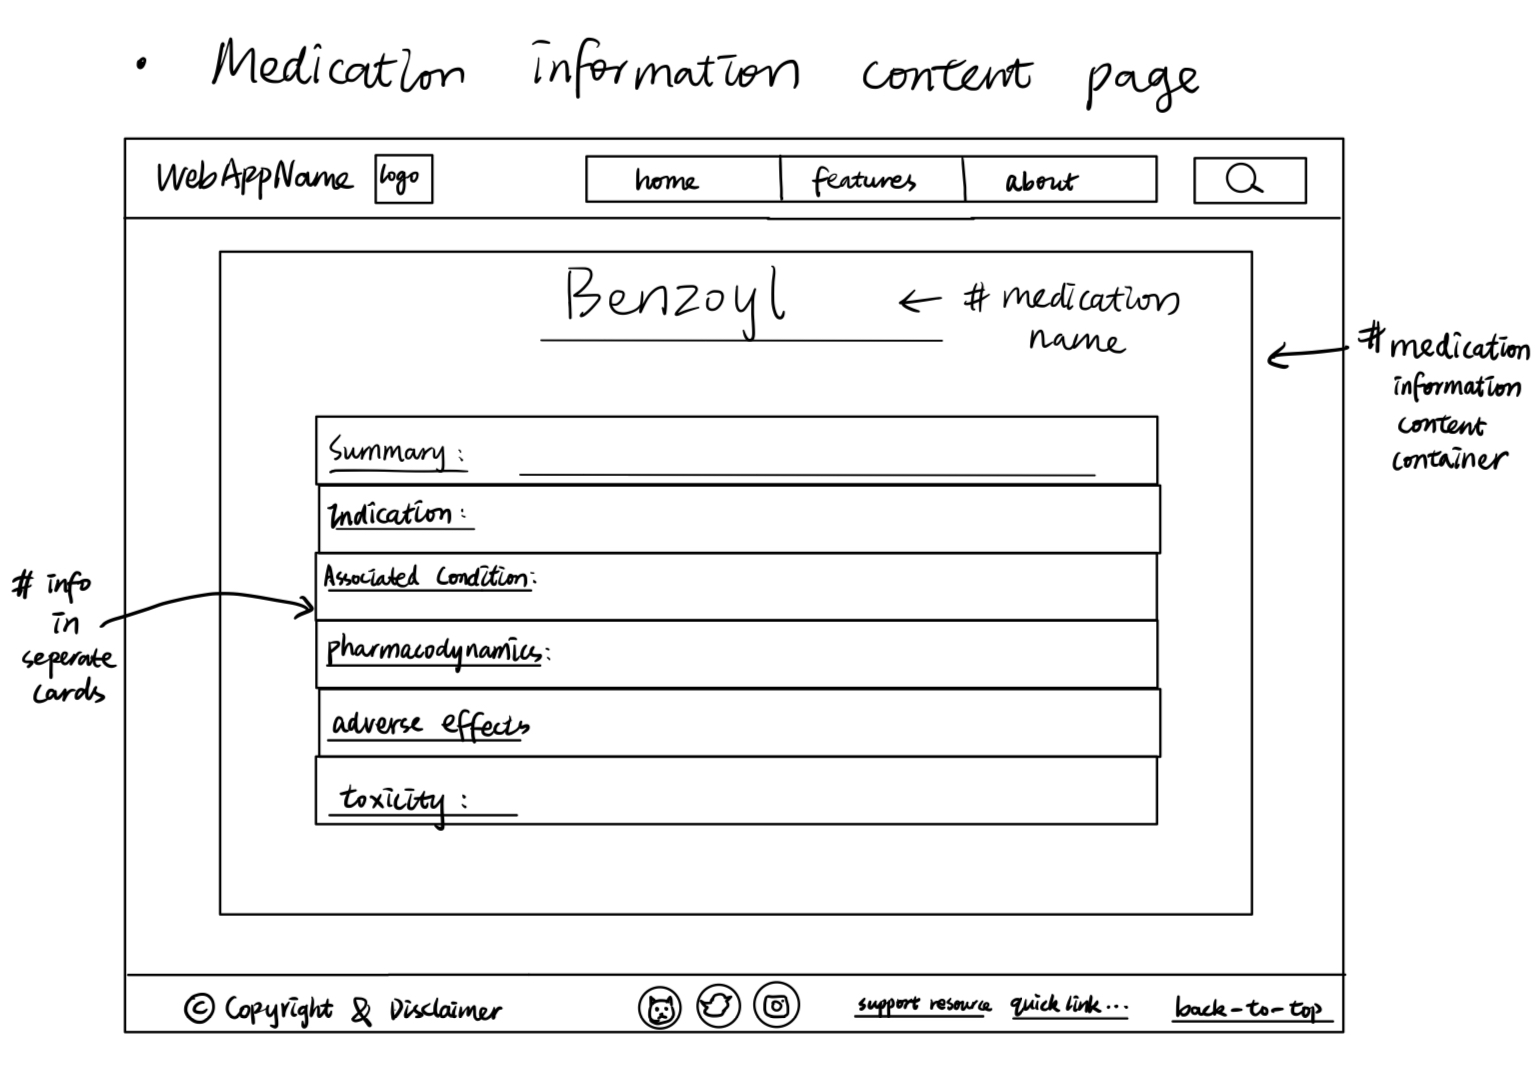 • Medication information content page
WebAppName logo home features about
Benzoyl ← # medication
name
# medication
information
content
container
Summary :
Indication :
Associated Condition:
# info
in
seperate
cards
pharmacodynamics:
adverse effects
toxicity :
© Copyright & Disclaimer support resource quick link... back-to-top